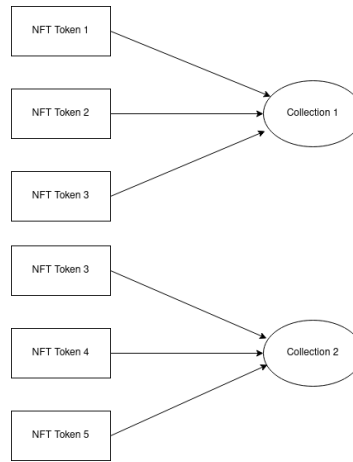 NFT Token 1
NFT Token 2
Collection 1
NFT Token 3
NFT Token 3
NFT Token 4
Collection 2
NFT Token 5